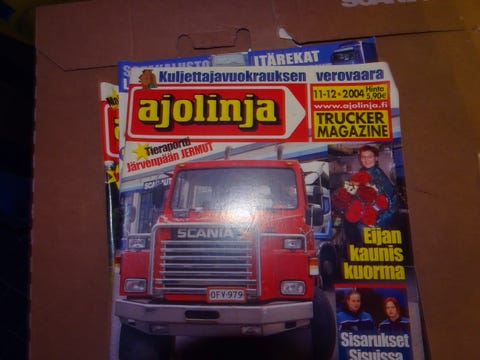 ITÄREKAT
Kuljettajavuokrauksen verovaara
ajolinja
11-12 • 2004 Hinta 5,90€
www.ajolinja.fi
TRUCKER
MAGAZINE
Tieraportti
Järvenpään JERMUT
SCANIA
OFY-979
Eijan
kaunis
kuorma
Sisarukset
Sisuissa